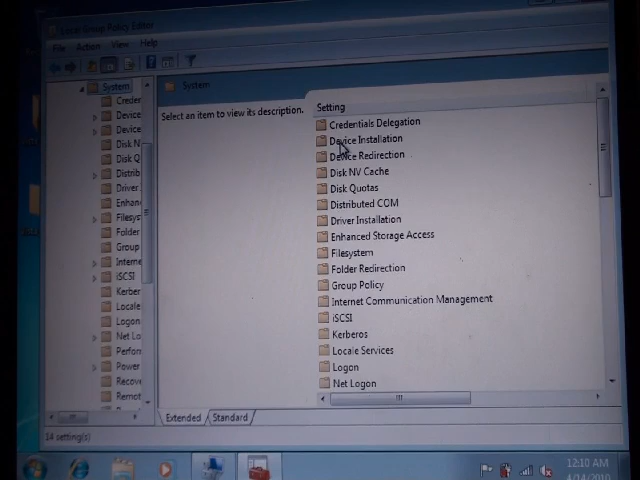 Local Group Policy Editor
File Action View Help
System
Creden
Device
Device
Disk N
Disk Q
Distrib
Driver
Enhan
Filesys
Folder
Group
Interne
iSCSI
Kerber
Locale
Logon
Net Lo
Perfor
Power
Recove
Remot
System
Select an item to view its description.
Setting
Credentials Delegation
Device Installation
Device Redirection
Disk NV Cache
Disk Quotas
Distributed COM
Driver Installation
Enhanced Storage Access
Filesystem
Folder Redirection
Group Policy
Internet Communication Management
iSCSI
Kerberos
Locale Services
Logon
Net Logon
Extended Standard
14 setting(s)
12:10 AM
4/14/2010